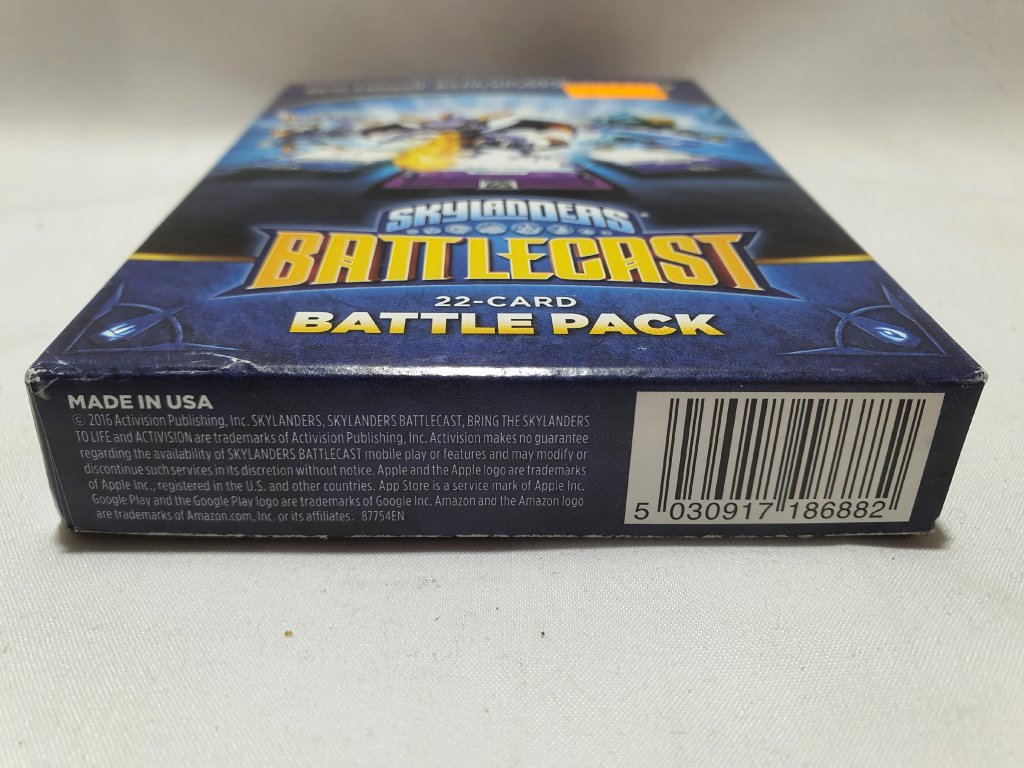 SKYLANDERS
BATTLECAST
22-CARD
BATTLE PACK
MADE IN USA
© 2016 Activision Publishing, Inc. SKYLANDERS, SKYLANDERS BATTLECAST, BRING THE SKYLANDERS
TO LIFE and ACTIVISION are trademarks of Activision Publishing, Inc. Activision makes no guarantee
regarding the availability of SKYLANDERS BATTLECAST mobile play or features and may modify or
discontinue such services in its discretion without notice. Apple and the Apple logo are trademarks
of Apple Inc., registered in the U.S. and other countries. App Store is a service mark of Apple Inc.
Google Play and the Google Play logo are trademarks of Google Inc. Amazon and the Amazon logo
are trademarks of Amazon.com, Inc. or its affiliates. 87754EN
5 030917 186882